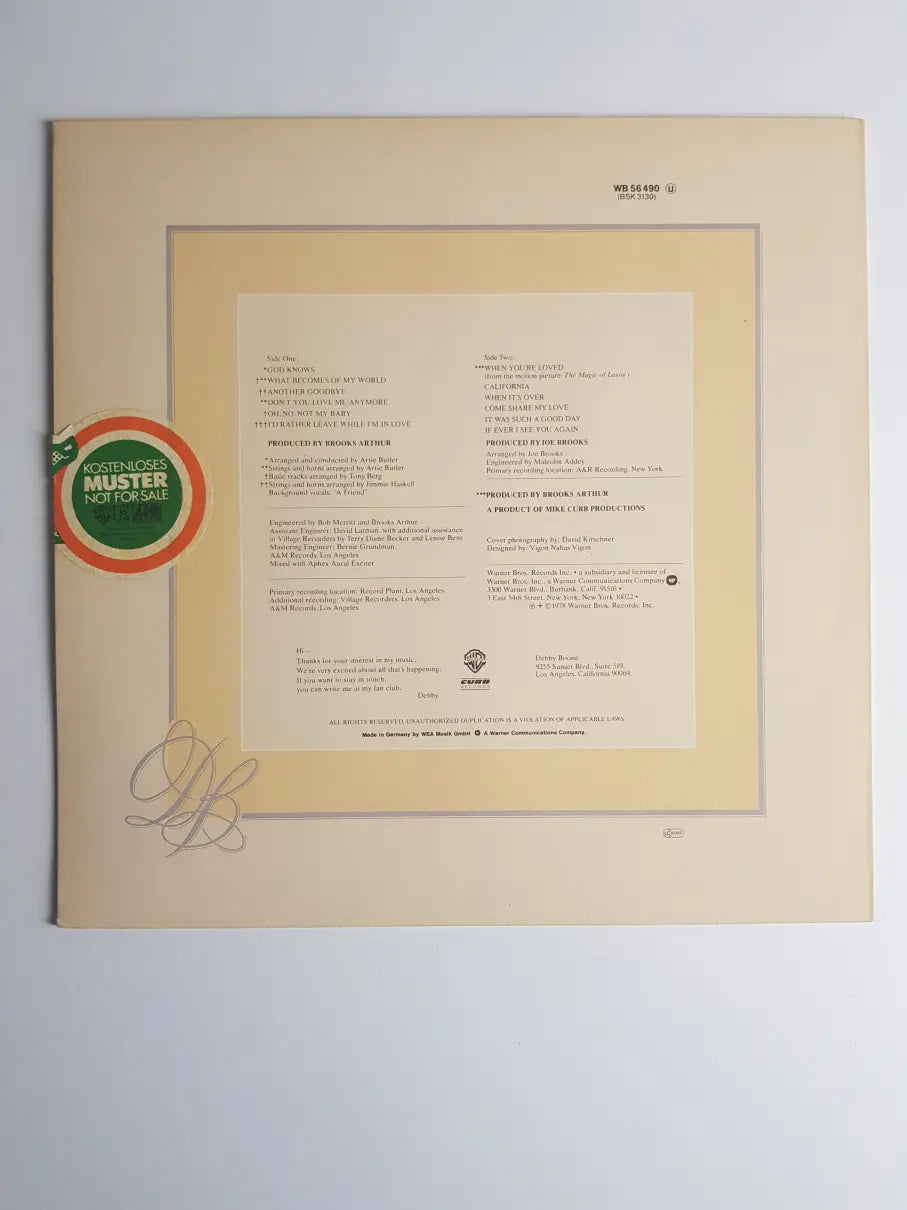 WB 56 490 U
(BSK 3130)
Side One:
*GOD KNOWS
†**WHAT BECOMES OF MY WORLD
††ANOTHER GOODBYE
**DON'T YOU LOVE ME ANYMORE
†OH, NO, NOT MY BABY
†††I'D RATHER LEAVE WHILE I'M IN LOVE
PRODUCED BY BROOKS ARTHUR
*Arranged and conducted by Artie Butler
**Strings and horns arranged by Artie Butler
†Basic tracks arranged by Tony Berg
††Strings and horns arranged by Jimmie Haskell
Background vocals: "A Friend"
Engineered by Bob Merritt and Brooks Arthur
Assistant Engineer: David Latman, with additional assistance
at Village Recorders by Terry Diane Becker and Lenise Bent
Mastering Engineer: Bernie Grundman,
A&M Records, Los Angeles
Mixed with Aphex Aural Exciter
Primary recording location: Record Plant, Los Angeles
Additional recording: Village Recorders, Los Angeles
A&M Records, Los Angeles
Side Two:
***WHEN YOU'RE LOVED
(from the motion picture The Magic of Lassie)
CALIFORNIA
WHEN IT'S OVER
COME SHARE MY LOVE
IT WAS SUCH A GOOD DAY
IF EVER I SEE YOU AGAIN
PRODUCED BY JOE BROOKS
Arranged by Joe Brooks
Engineered by Malcolm Addey
Primary recording location: A&R Recording, New York
***PRODUCED BY BROOKS ARTHUR
A PRODUCT OF MIKE CURB PRODUCTIONS
Cover photography by: David Kirschner
Designed by: Vigon Nahas Vigon
Warner Bros. Records Inc. • a subsidiary and licensee of
Warner Bros. Inc., a Warner Communications Company.
3300 Warner Blvd., Burbank, Calif. 91510 •
3 East 54th Street, New York, New York 10022 •
℗ + © 1978 Warner Bros. Records, Inc.
KOSTENLOSES
MUSTER
NOT FOR SALE
Hi —
Thanks for your interest in my music.
We're very excited about all that's happening.
If you want to stay in touch,
you can write me at my fan club.
Debby
WB
CURB
RECORDS
Debby Boone
9255 Sunset Blvd., Suite 519,
Los Angeles, California 90069.
ALL RIGHTS RESERVED. UNAUTHORIZED DUPLICATION IS A VIOLATION OF APPLICABLE LAWS.
Made in Germany by WEA Musik GmbH A Warner Communications Company.
DB